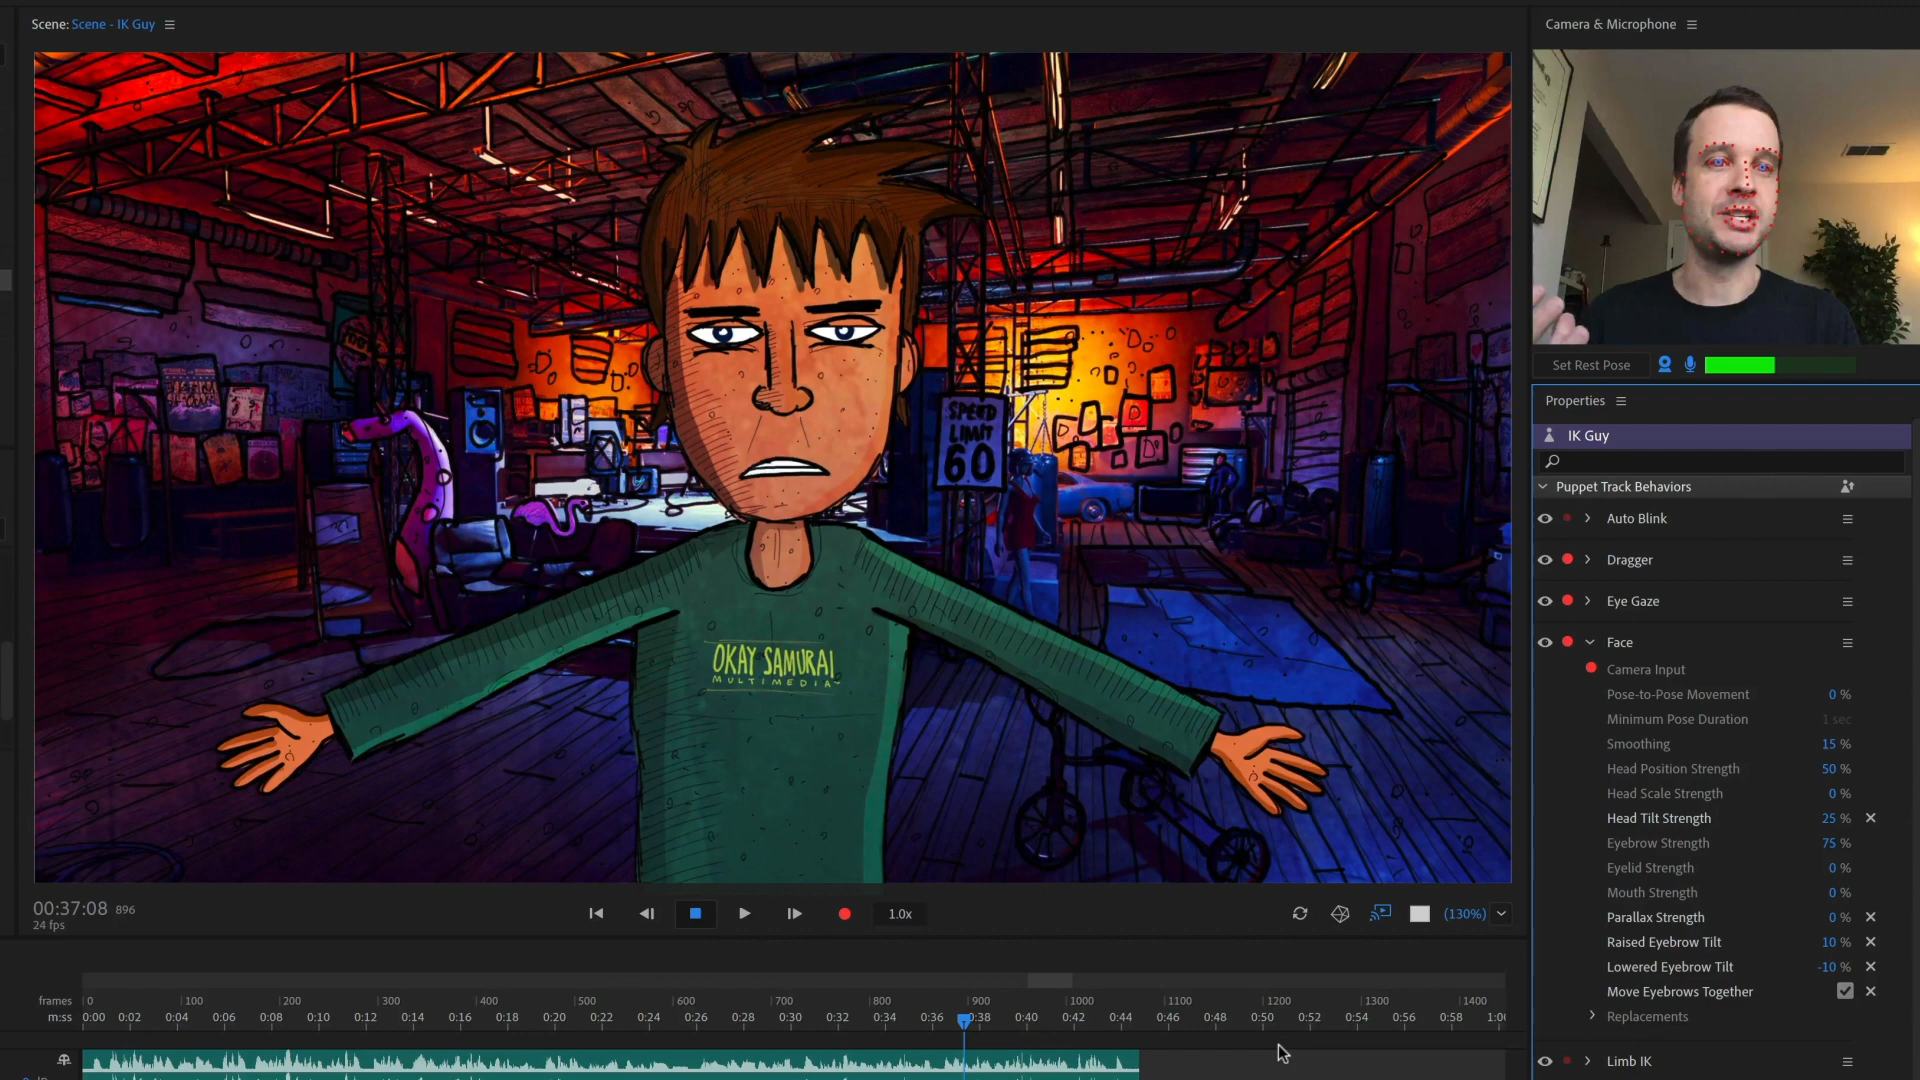 Scene: Scene - IK Guy
Camera & Microphone
SPEED
LIMIT
60
OKAY SAMURAI
MULTIMEDIA
Set Rest Pose
Properties
IK Guy
Puppet Track Behaviors
Auto Blink
Dragger
Eye Gaze
Face
Camera Input
Pose-to-Pose Movement 0 %
Minimum Pose Duration 1 sec
Smoothing 15 %
Head Position Strength 50 %
Head Scale Strength 0 %
Head Tilt Strength 25 %
Eyebrow Strength 75 %
Eyelid Strength 0 %
Mouth Strength 0 %
Parallax Strength 0 %
Raised Eyebrow Tilt 10 %
Lowered Eyebrow Tilt -10 %
Move Eyebrows Together
Replacements
Limb IK
00:37:08 896
24 fps
1.0x
(130%)
frames 0 100 200 300 400 500 600 700 800 900 1000 1100 1200 1300 1400
m:ss 0:00 0:02 0:04 0:06 0:08 0:10 0:12 0:14 0:16 0:18 0:20 0:22 0:24 0:26 0:28 0:30 0:32 0:34 0:36 0:38 0:40 0:42 0:44 0:46 0:48 0:50 0:52 0:54 0:56 0:58